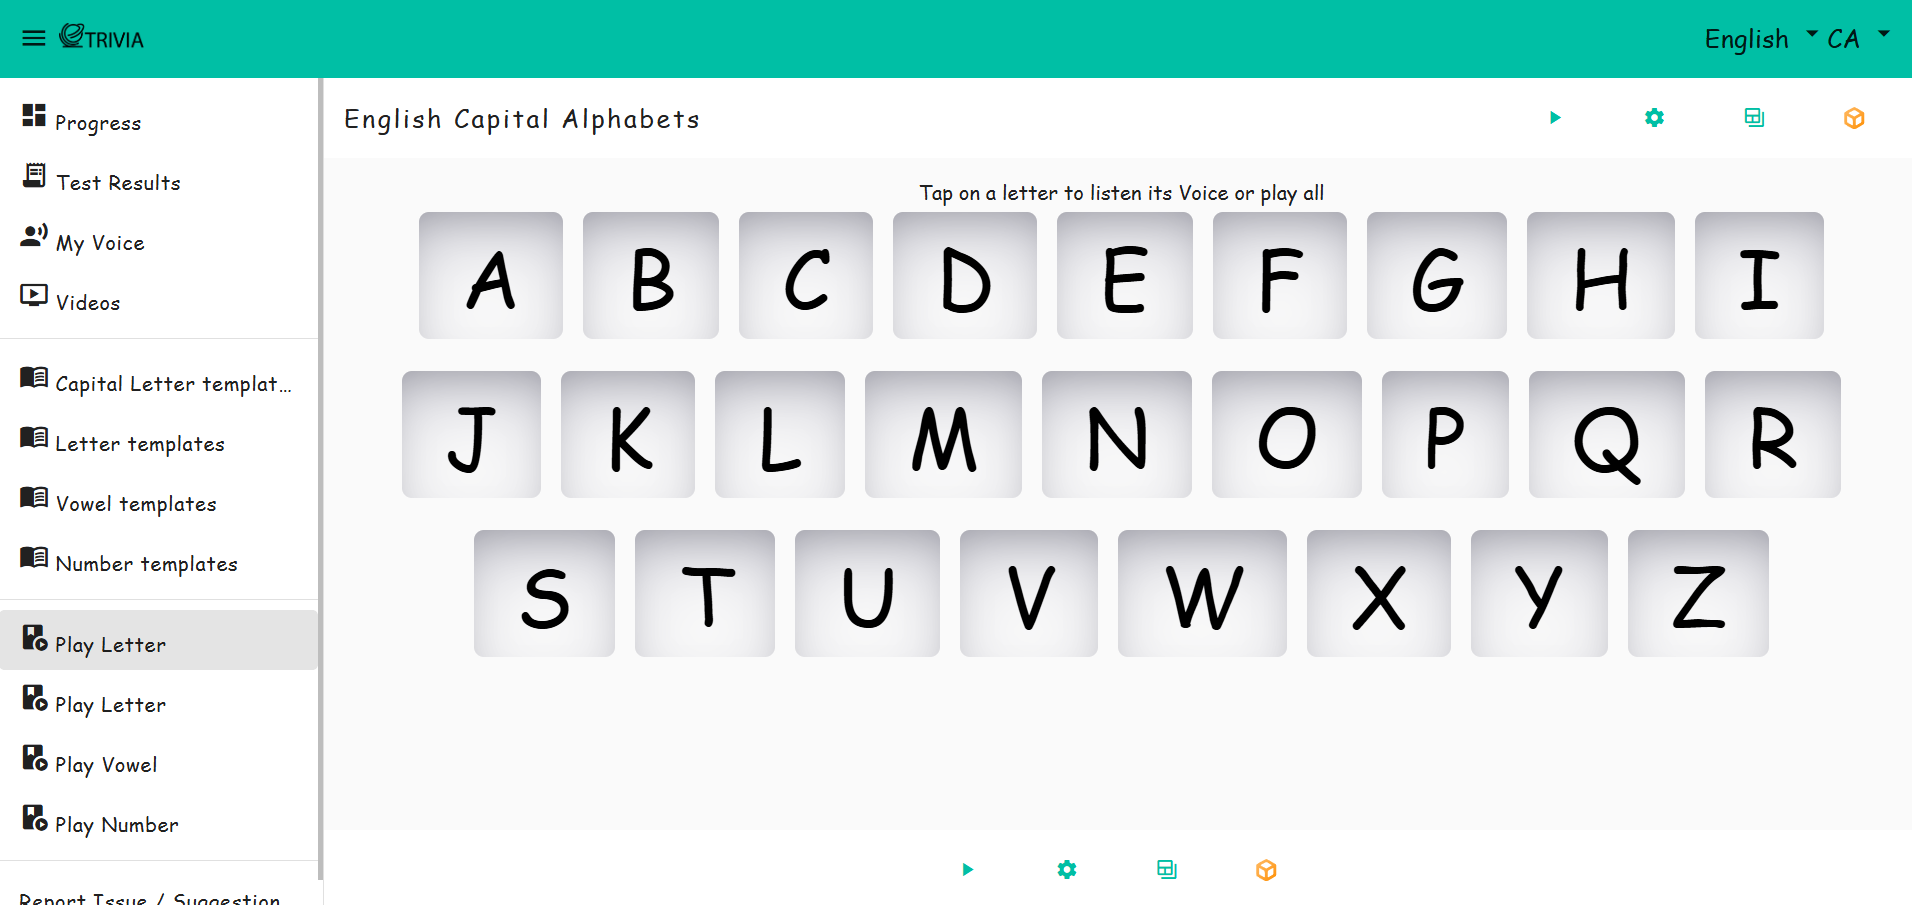 TRIVIA
English
CA
Progress
Test Results
My Voice
Videos
Capital Letter templat...
Letter templates
Vowel templates
Number templates
Play Letter
Play Letter
Play Vowel
Play Number
Report Issue / Suggestion
English Capital Alphabets
Tap on a letter to listen its Voice or play all
A B C D E F G H I
J K L M N O P Q R
S T U V W X Y Z